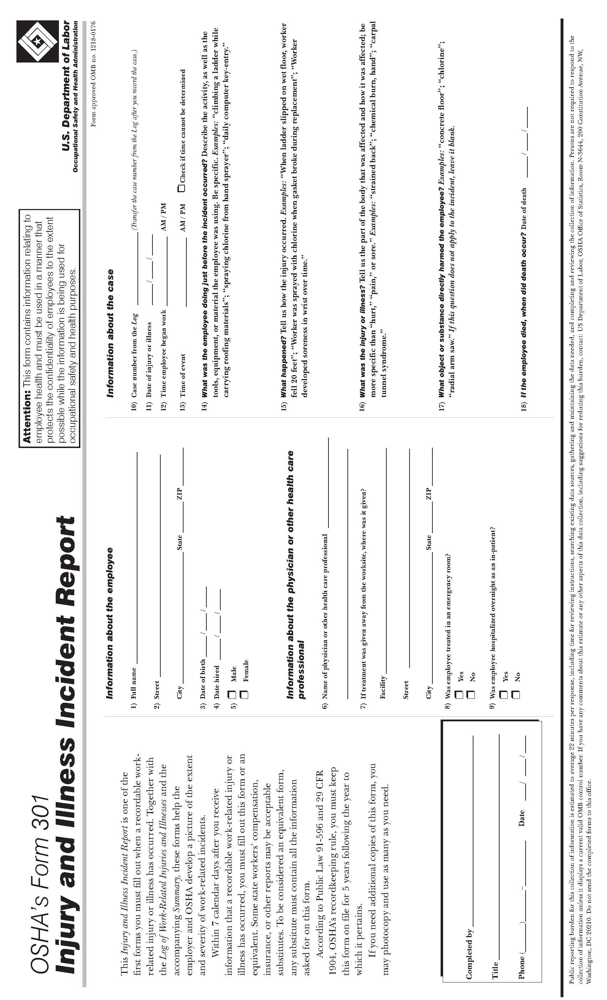 OSHA's Form 301
Injury and Illness Incident Report
Attention: This form contains information relating to
employee health and must be used in a manner that
protects the confidentiality of employees to the extent
possible while the information is being used for
occupational safety and health purposes.
U.S. Department of Labor
Occupational Safety and Health Administration
Form approved OMB no. 1218-0176
This Injury and Illness Incident Report is one of the
first forms you must fill out when a recordable work-
related injury or illness has occurred. Together with
the Log of Work-Related Injuries and Illnesses and the
accompanying Summary, these forms help the
employer and OSHA develop a picture of the extent
and severity of work-related incidents.
Within 7 calendar days after you receive
information that a recordable work-related injury or
illness has occurred, you must fill out this form or an
equivalent. Some state workers' compensation,
insurance, or other reports may be acceptable
substitutes. To be considered an equivalent form,
any substitute must contain all the information
asked for on this form.
According to Public Law 91-596 and 29 CFR
1904, OSHA's recordkeeping rule, you must keep
this form on file for 5 years following the year to
which it pertains.
If you need additional copies of this form, you
may photocopy and use as many as you need.
Completed by
Title
Phone (          )          --          Date     /     /
Information about the employee
1) Full name
2) Street
City     State     ZIP
3) Date of birth     /     /
4) Date hired     /     /
5) Male
Female
Information about the physician or other health care
professional
6) Name of physician or other health care professional
7) If treatment was given away from the worksite, where was it given?
Facility
Street
City     State     ZIP
8) Was employee treated in an emergency room?
Yes
No
9) Was employee hospitalized overnight as an in-patient?
Yes
No
Information about the case
10) Case number from the Log (Transfer the case number from the Log after you record the case.)
11) Date of injury or illness     /     /
12) Time employee began work     AM / PM
13) Time of event     AM / PM     Check if time cannot be determined
14) What was the employee doing just before the incident occurred? Describe the activity, as well as the
tools, equipment, or material the employee was using. Be specific. Examples: “climbing a ladder while
carrying roofing materials”; “spraying chlorine from hand sprayer”; “daily computer key-entry.”
15) What happened? Tell us how the injury occurred. Examples: “When ladder slipped on wet floor, worker
fell 20 feet”; “Worker was sprayed with chlorine when gasket broke during replacement”; “Worker
developed soreness in wrist over time.”
16) What was the injury or illness? Tell us the part of the body that was affected and how it was affected; be
more specific than “hurt,” “pain,” or sore.” Examples: “strained back”; “chemical burn, hand”; “carpal
tunnel syndrome.”
17) What object or substance directly harmed the employee? Examples: “concrete floor”; “chlorine”;
“radial arm saw.” If this question does not apply to the incident, leave it blank.
18) If the employee died, when did death occur? Date of death     /     /
Public reporting burden for this collection of information is estimated to average 22 minutes per response, including time for reviewing instructions, searching existing data sources, gathering and maintaining the data needed, and completing and reviewing the collection of information. Persons are not required to respond to the
collection of information unless it displays a current valid OMB control number. If you have any comments about this estimate or any other aspects of this data collection, including suggestions for reducing this burden, contact: US Department of Labor, OSHA Office of Statistics, Room N-3644, 200 Constitution Avenue, NW,
Washington, DC 20210. Do not send the completed forms to this office.